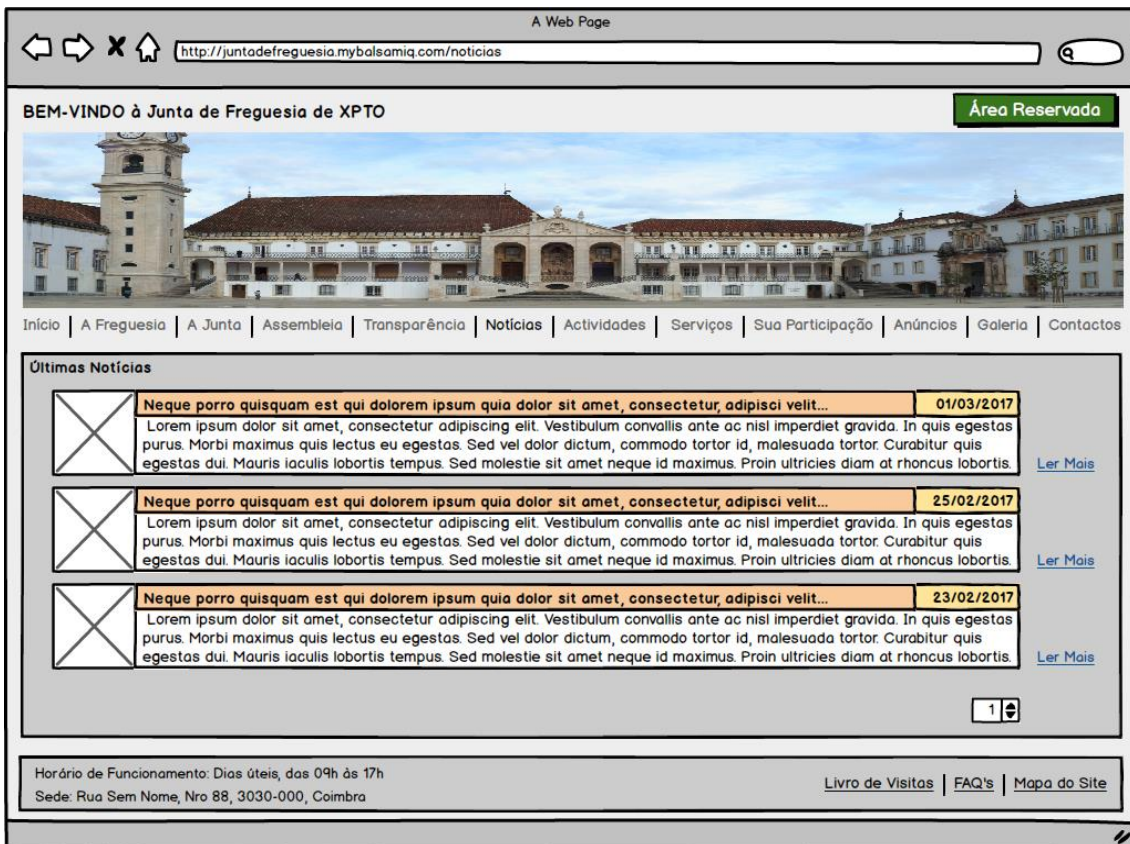 A Web Page
http://juntadefreguesia.mybalsamiq.com/noticias
BEM-VINDO à Junta de Freguesia de XPTO
Área Reservada
Início | A Freguesia | A Junta | Assembleia | Transparência | Notícias | Actividades | Serviços | Sua Participação | Anúncios | Galeria | Contactos
Últimas Notícias
Neque porro quisquam est qui dolorem ipsum quia dolor sit amet, consectetur, adipisci velit... 01/03/2017
Lorem ipsum dolor sit amet, consectetur adipiscing elit. Vestibulum convallis ante ac nisl imperdiet gravida. In quis egestas
purus. Morbi maximus quis lectus eu egestas. Sed vel dolor dictum, commodo tortor id, malesuada tortor. Curabitur quis
egestas dui. Mauris iaculis lobortis tempus. Sed molestie sit amet neque id maximus. Proin ultricies diam at rhoncus lobortis. Ler Mais
Neque porro quisquam est qui dolorem ipsum quia dolor sit amet, consectetur, adipisci velit... 25/02/2017
Lorem ipsum dolor sit amet, consectetur adipiscing elit. Vestibulum convallis ante ac nisl imperdiet gravida. In quis egestas
purus. Morbi maximus quis lectus eu egestas. Sed vel dolor dictum, commodo tortor id, malesuada tortor. Curabitur quis
egestas dui. Mauris iaculis lobortis tempus. Sed molestie sit amet neque id maximus. Proin ultricies diam at rhoncus lobortis. Ler Mais
Neque porro quisquam est qui dolorem ipsum quia dolor sit amet, consectetur, adipisci velit... 23/02/2017
Lorem ipsum dolor sit amet, consectetur adipiscing elit. Vestibulum convallis ante ac nisl imperdiet gravida. In quis egestas
purus. Morbi maximus quis lectus eu egestas. Sed vel dolor dictum, commodo tortor id, malesuada tortor. Curabitur quis
egestas dui. Mauris iaculis lobortis tempus. Sed molestie sit amet neque id maximus. Proin ultricies diam at rhoncus lobortis. Ler Mais
1
Horário de Funcionamento: Dias úteis, das 09h às 17h
Sede: Rua Sem Nome, Nro 88, 3030-000, Coimbra
Livro de Visitas | FAQ's | Mapa do Site